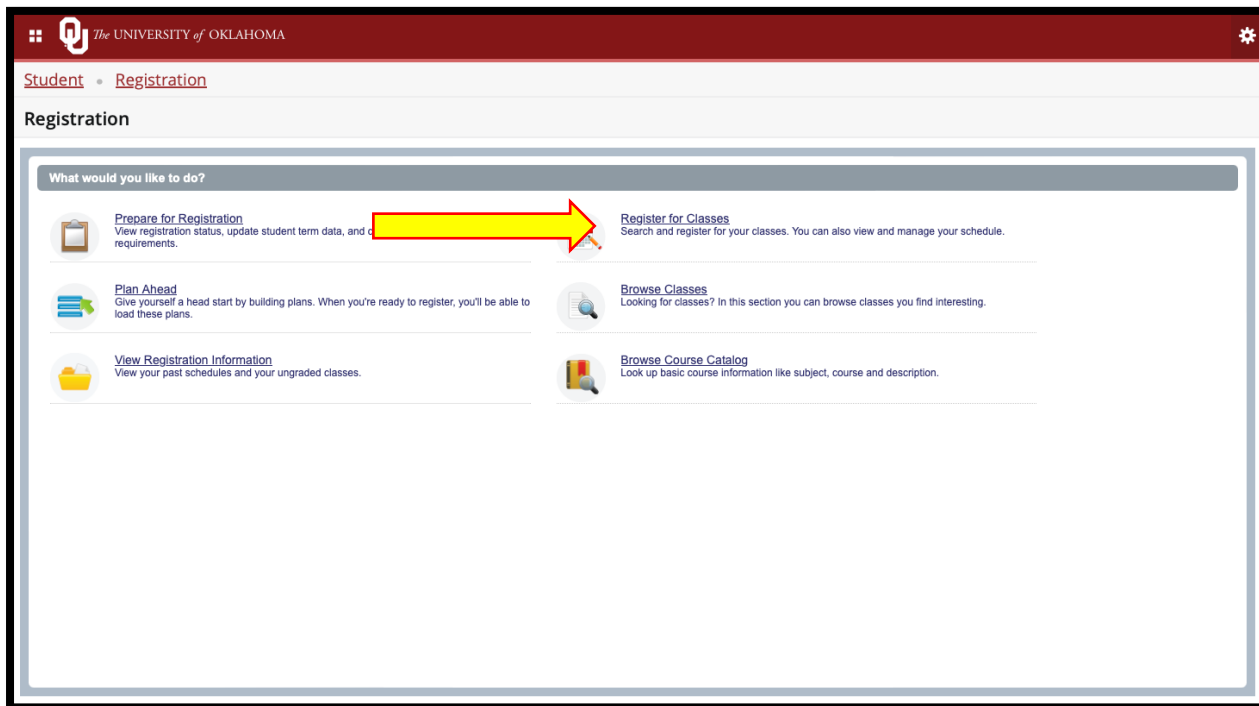 The UNIVERSITY of OKLAHOMA
Student • Registration
Registration
What would you like to do?
Prepare for Registration
View registration status, update student term data, and
requirements.
Register for Classes
Search and register for your classes. You can also view and manage your schedule.
Plan Ahead
Give yourself a head start by building plans. When you're ready to register, you'll be able to
load these plans.
Browse Classes
Looking for classes? In this section you can browse classes you find interesting.
View Registration Information
View your past schedules and your ungraded classes.
Browse Course Catalog
Look up basic course information like subject, course and description.